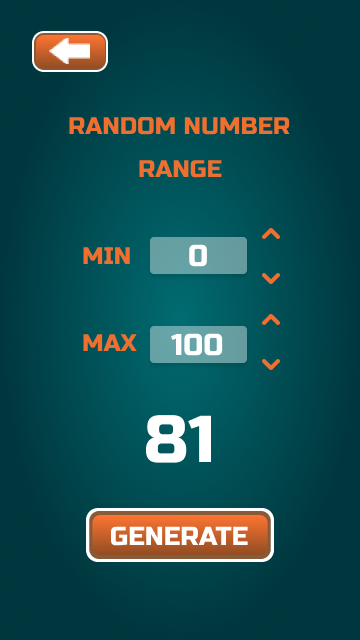 RANDOM NUMBER
RANGE
MIN 0
MAX 100
81
GENERATE